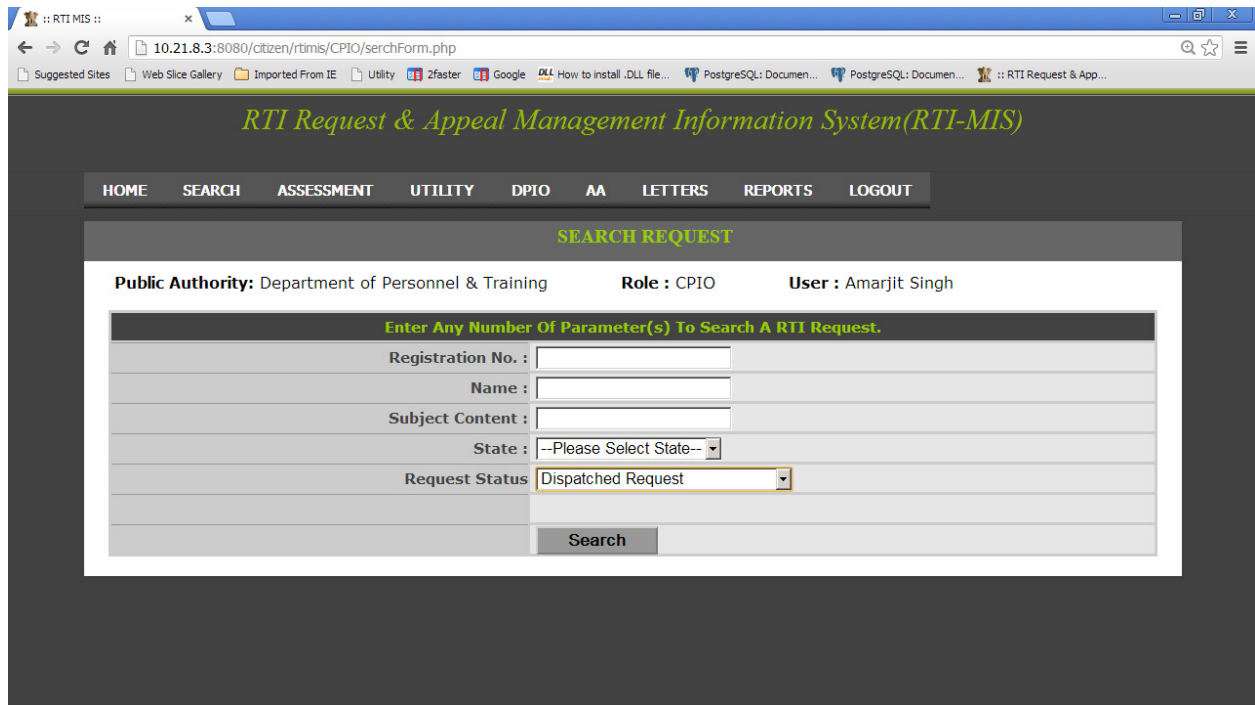 :: RTI MIS ::
10.21.8.3:8080/citizen/rtimis/CPIO/serchForm.php
Suggested Sites Web Slice Gallery Imported From IE Utility 2faster Google DLL How to install .DLL file... PostgreSQL: Documen... PostgreSQL: Documen... :: RTI Request & App...
RTI Request & Appeal Management Information System(RTI-MIS)
HOME SEARCH ASSESSMENT UTILITY DPIO AA LETTERS REPORTS LOGOUT
SEARCH REQUEST
Public Authority: Department of Personnel & Training Role : CPIO User : Amarjit Singh
Enter Any Number Of Parameter(s) To Search A RTI Request.
Registration No. :
Name :
Subject Content :
State : --Please Select State--
Request Status Dispatched Request
Search